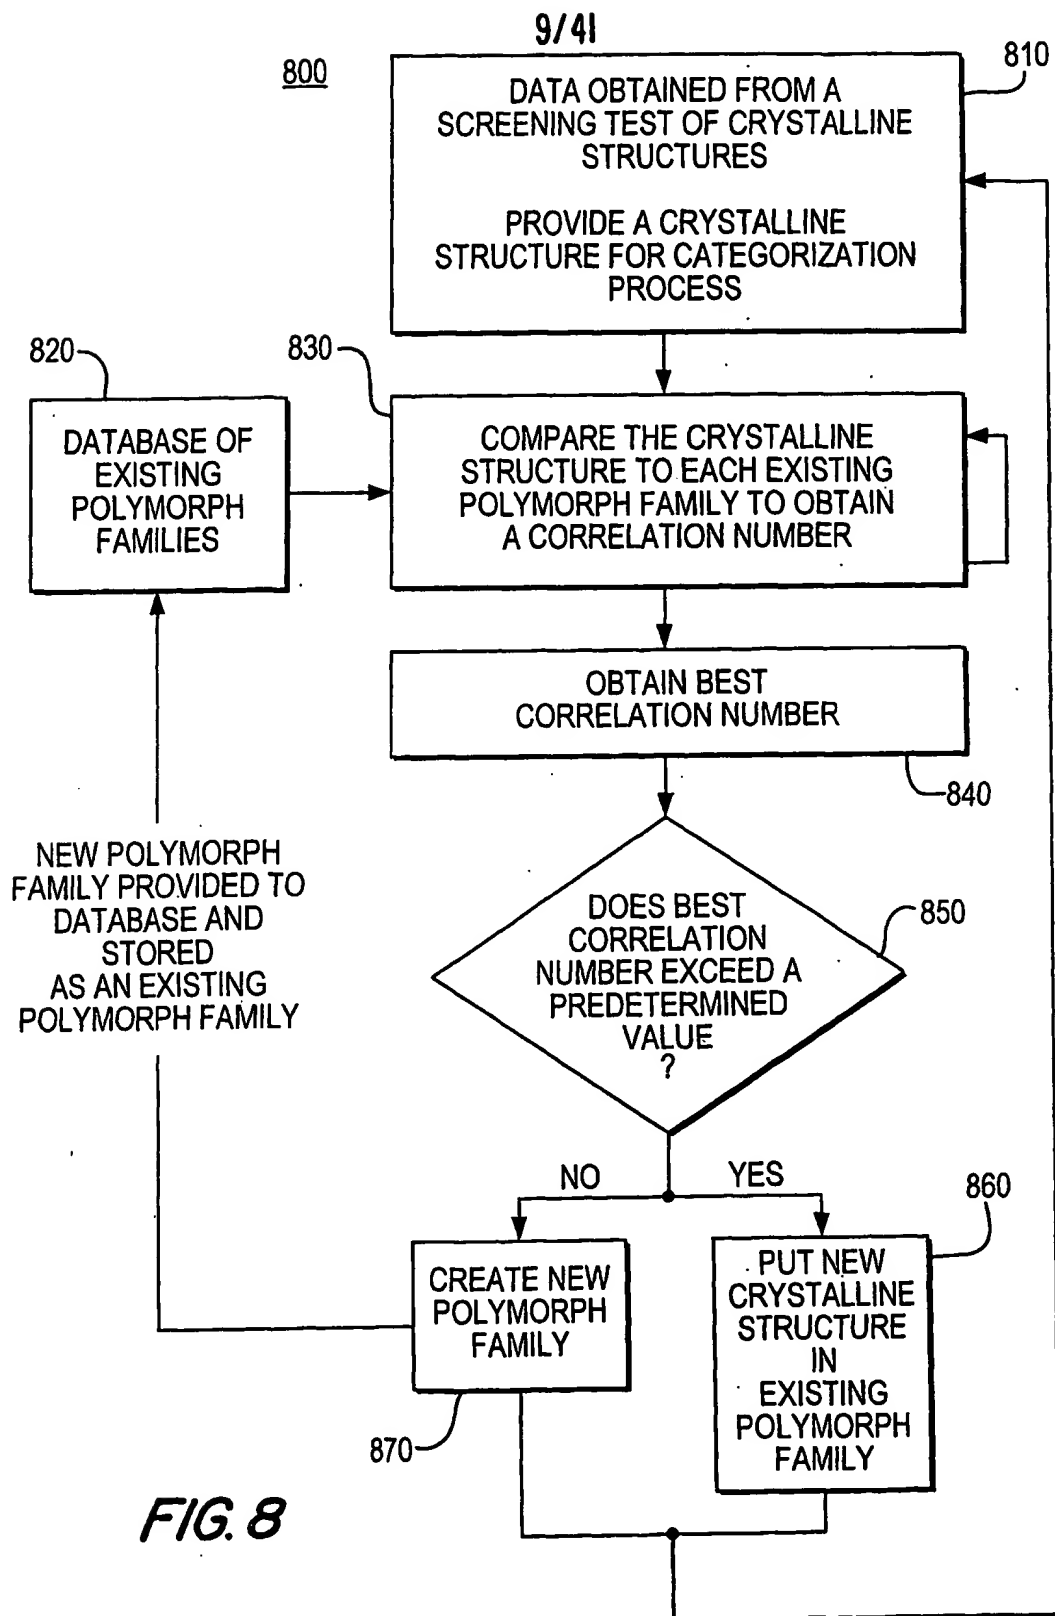 9/41
800
810
DATA OBTAINED FROM A
SCREENING TEST OF CRYSTALLINE
STRUCTURES
PROVIDE A CRYSTALLINE
STRUCTURE FOR CATEGORIZATION
PROCESS
820
830
DATABASE OF
EXISTING
POLYMORPH
FAMILIES
COMPARE THE CRYSTALLINE
STRUCTURE TO EACH EXISTING
POLYMORPH FAMILY TO OBTAIN
A CORRELATION NUMBER
OBTAIN BEST
CORRELATION NUMBER
840
NEW POLYMORPH
FAMILY PROVIDED TO
DATABASE AND
STORED
AS AN EXISTING
POLYMORPH FAMILY
DOES BEST
CORRELATION
NUMBER EXCEED A
PREDETERMINED
VALUE
?
850
NO
YES
860
CREATE NEW
POLYMORPH
FAMILY
870
PUT NEW
CRYSTALLINE
STRUCTURE
IN
EXISTING
POLYMORPH
FAMILY
FIG. 8